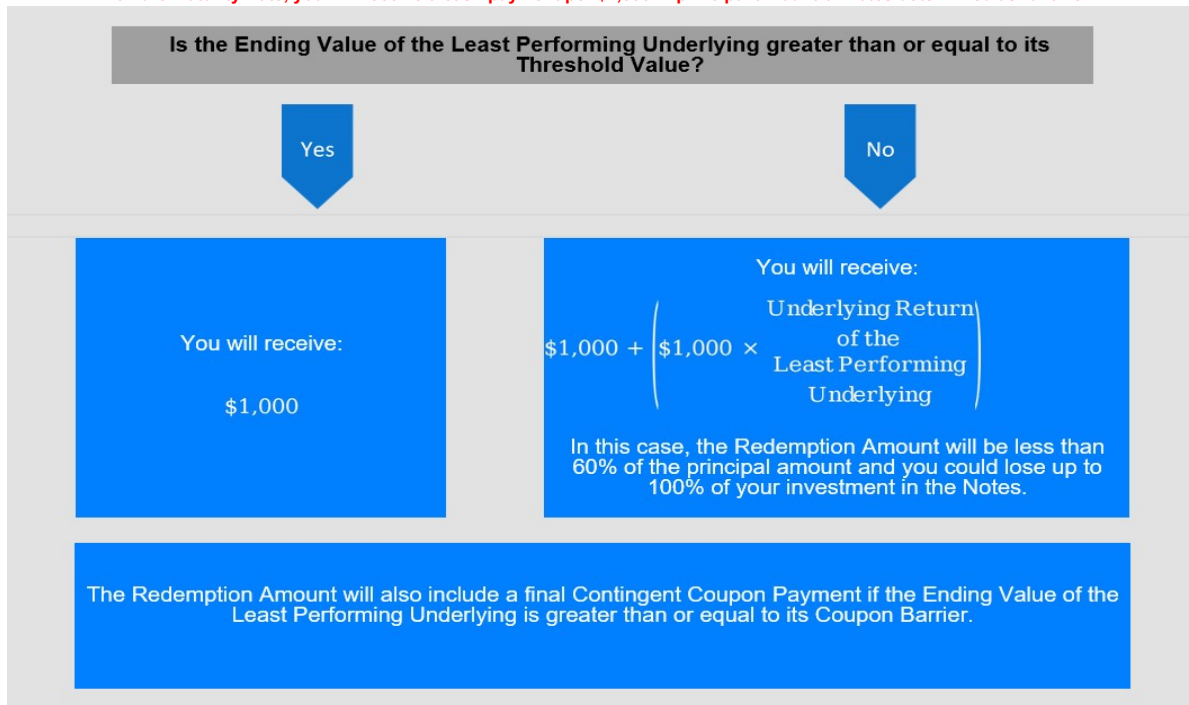 Is the Ending Value of the Least Performing Underlying greater than or equal to its
Threshold Value?
Yes
No
You will receive:
$1,000
You will receive:
$1,000 + ($1,000 × Underlying Return
of the
Least Performing
Underlying)
In this case, the Redemption Amount will be less than
60% of the principal amount and you could lose up to
100% of your investment in the Notes.
The Redemption Amount will also include a final Contingent Coupon Payment if the Ending Value of the
Least Performing Underlying is greater than or equal to its Coupon Barrier.